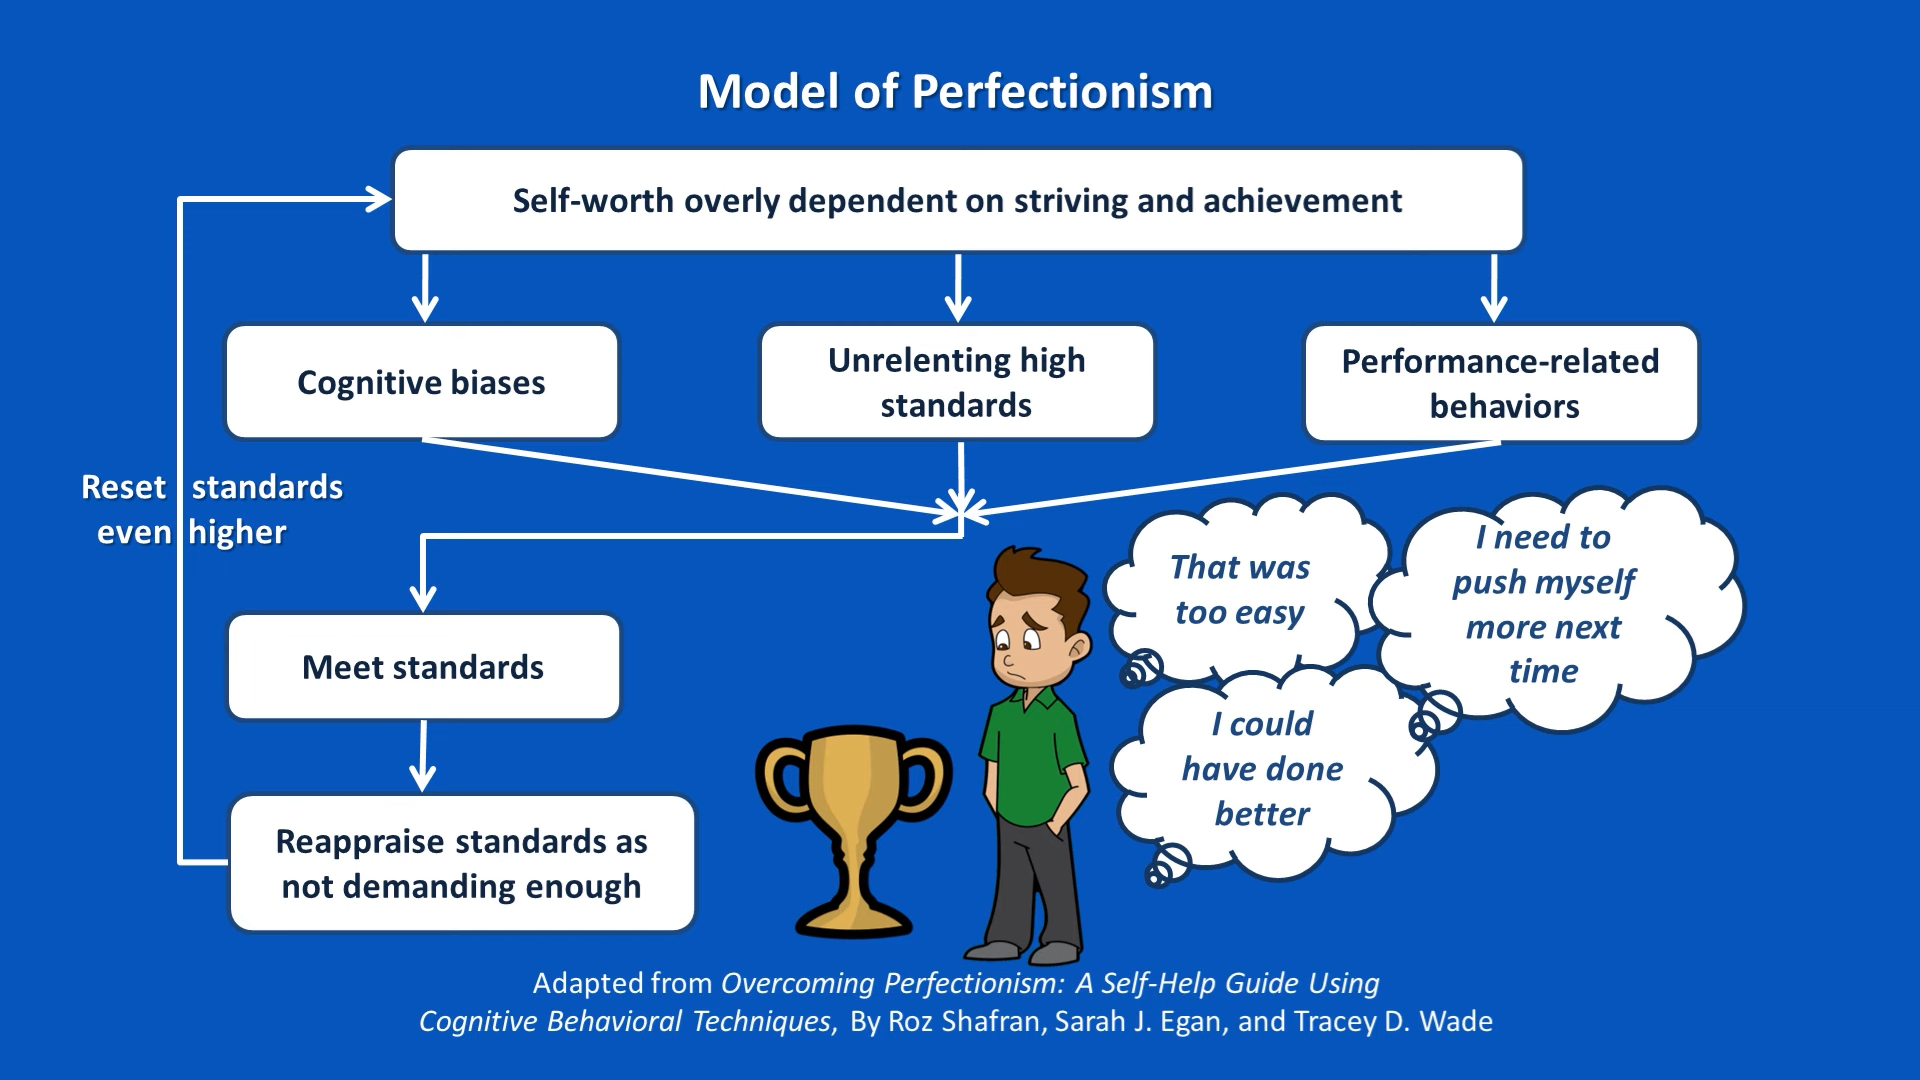 Model of Perfectionism
Self-worth overly dependent on striving and achievement
Cognitive biases
Unrelenting high
standards
Performance-related
behaviors
Reset standards
even higher
Meet standards
Reappraise standards as
not demanding enough
That was
too easy
I need to
push myself
more next
time
I could
have done
better
Adapted from Overcoming Perfectionism: A Self-Help Guide Using
Cognitive Behavioral Techniques, By Roz Shafran, Sarah J. Egan, and Tracey D. Wade